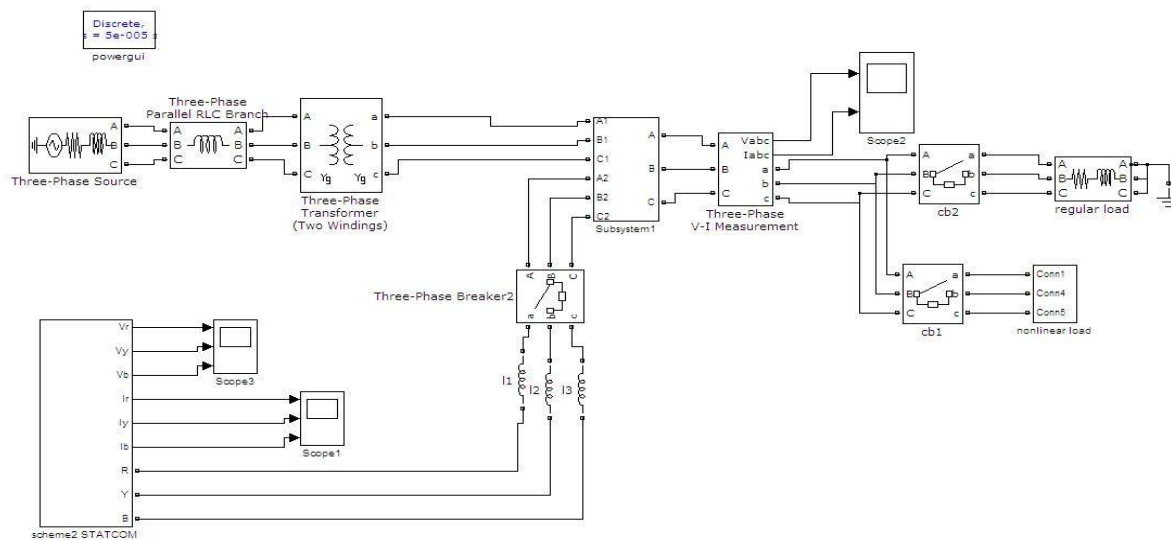 Discrete,
= 5e-005
powergui
Three-Phase Source
A
B
C
Three-Phase
Parallel RLC Branch
A
B
C
A
B
C
A
B
C
a
b
c
Yg
Yg
Three-Phase
Transformer
(Two Windings)
A1
B1
C1
A2
B2
C2
A
B
C
Subsystem1
A
B
C
Vabc
Iabc
a
b
c
Three-Phase
V-I Measurement
Scope2
A
B
C
a
b
c
cb2
A
B
C
A
B
C
regular load
A
B
C
a
b
c
cb1
Conn1
Conn4
Conn5
nonlinear load
Three-Phase Breaker2
A
B
C
a
b
c
l1
l2
l3
Vr
Vy
Vb
Ir
Iy
Ib
R
Y
B
Scope3
Scope1
scheme2 STATCOM